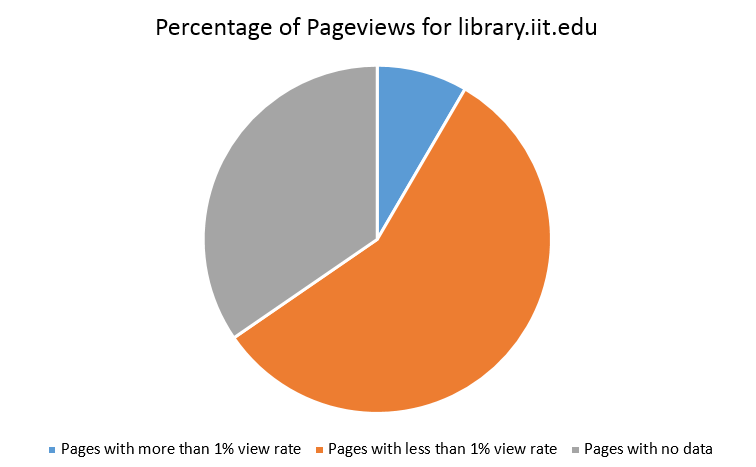 Percentage of Pageviews for library.iit.edu
Pages with more than 1% view rate Pages with less than 1% view rate Pages with no data